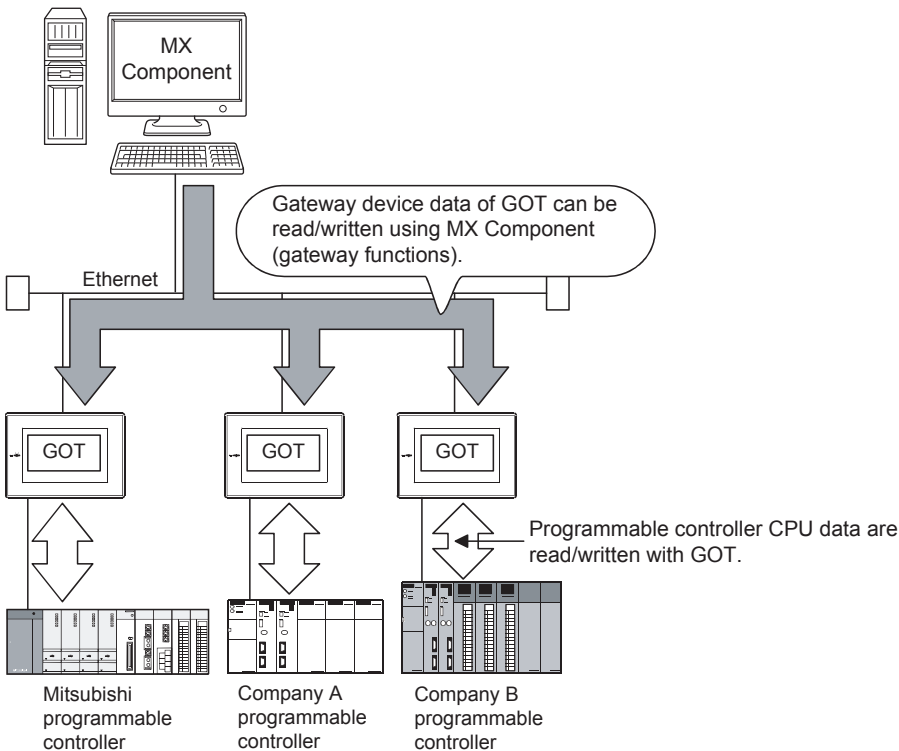 MX
Component
Gateway device data of GOT can be
read/written using MX Component
(gateway functions).
Ethernet
GOT
GOT
GOT
Programmable controller CPU data are
read/written with GOT.
Mitsubishi
programmable
controller
Company A
programmable
controller
Company B
programmable
controller